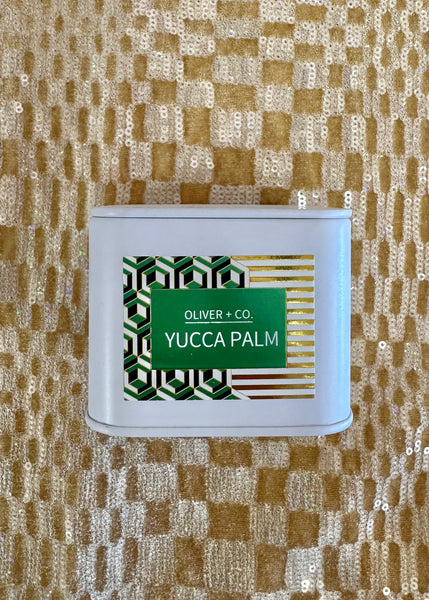 OLIVER + CO.
YUCCA PALM